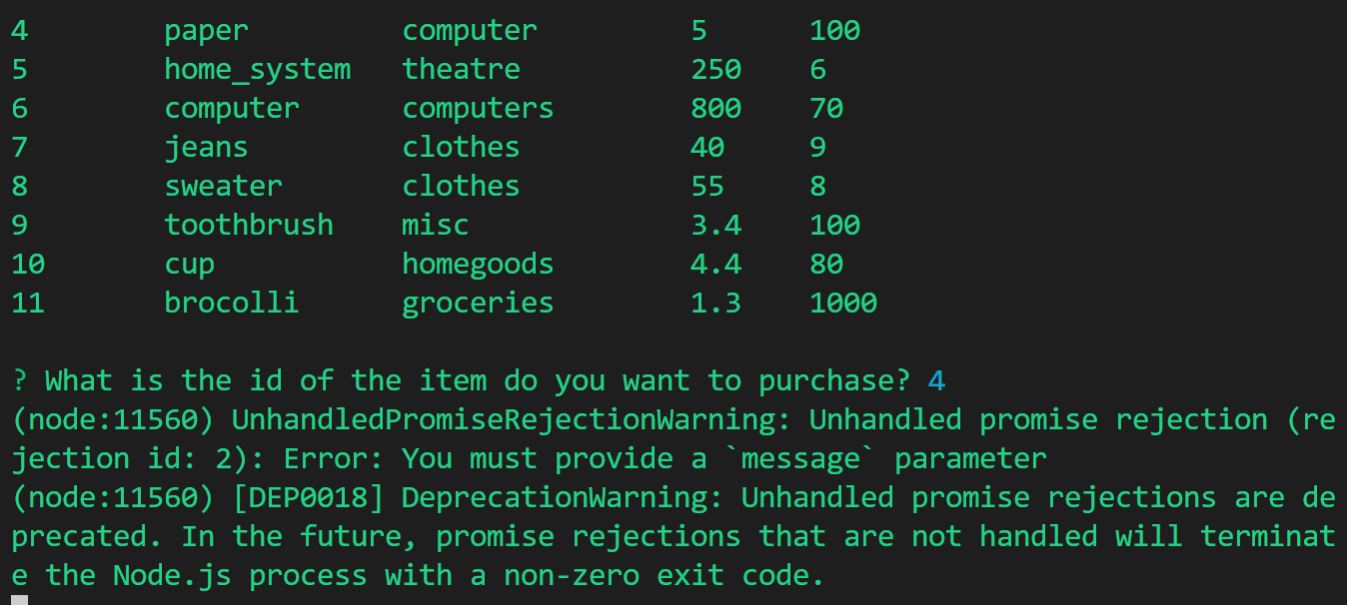 4 paper computer 5 100
5 home_system theatre 250 6
6 computer computers 800 70
7 jeans clothes 40 9
8 sweater clothes 55 8
9 toothbrush misc 3.4 100
10 cup homegoods 4.4 80
11 brocolli groceries 1.3 1000
? What is the id of the item do you want to purchase? 4
(node:11560) UnhandledPromiseRejectionWarning: Unhandled promise rejection (re
jection id: 2): Error: You must provide a `message` parameter
(node:11560) [DEP0018] DeprecationWarning: Unhandled promise rejections are de
precated. In the future, promise rejections that are not handled will terminat
e the Node.js process with a non-zero exit code.